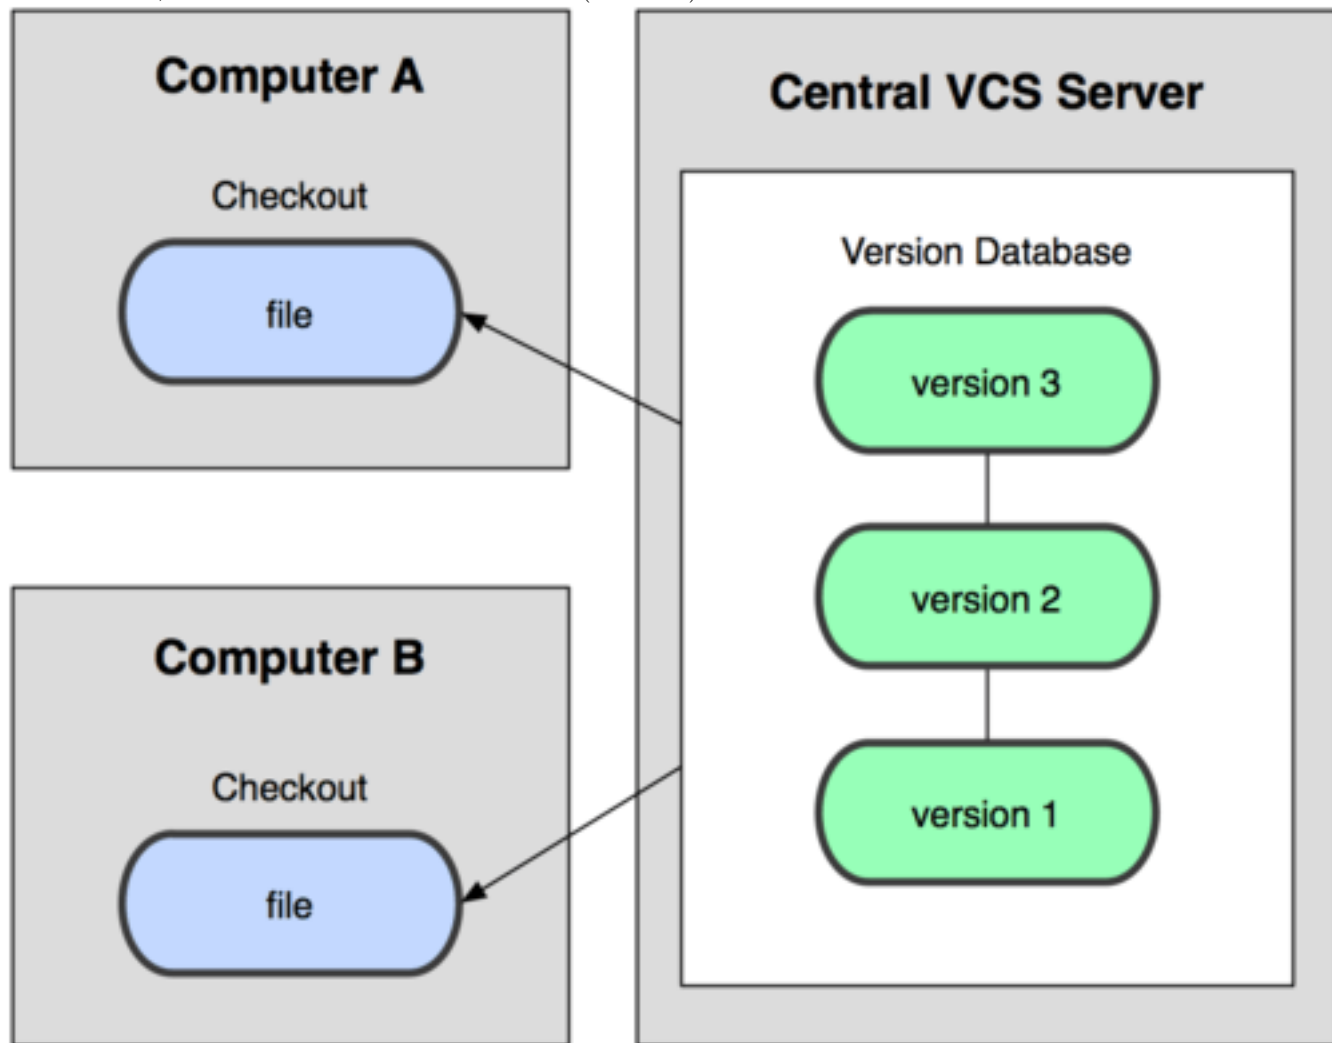 Computer A
Checkout
file
Computer B
Checkout
file
Central VCS Server
Version Database
version 3
version 2
version 1